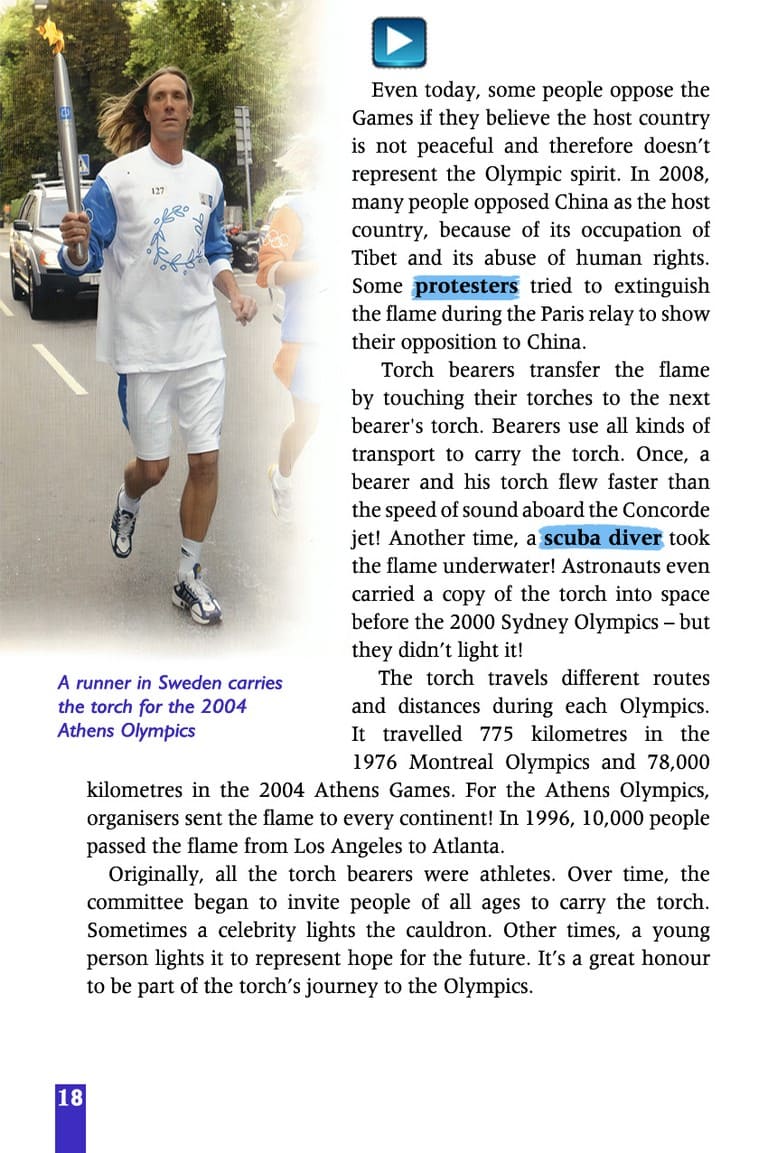 Even today, some people oppose the
Games if they believe the host country
is not peaceful and therefore doesn't
represent the Olympic spirit. In 2008,
many people opposed China as the host
country, because of its occupation of
Tibet and its abuse of human rights.
Some protesters tried to extinguish
the flame during the Paris relay to show
their opposition to China.
Torch bearers transfer the flame
by touching their torches to the next
bearer's torch. Bearers use all kinds of
transport to carry the torch. Once, a
bearer and his torch flew faster than
the speed of sound aboard the Concorde
jet! Another time, a scuba diver took
the flame underwater! Astronauts even
carried a copy of the torch into space
before the 2000 Sydney Olympics – but
they didn't light it!
The torch travels different routes
and distances during each Olympics.
It travelled 775 kilometres in the
1976 Montreal Olympics and 78,000
kilometres in the 2004 Athens Games. For the Athens Olympics,
organisers sent the flame to every continent! In 1996, 10,000 people
passed the flame from Los Angeles to Atlanta.
Originally, all the torch bearers were athletes. Over time, the
committee began to invite people of all ages to carry the torch.
Sometimes a celebrity lights the cauldron. Other times, a young
person lights it to represent hope for the future. It's a great honour
to be part of the torch's journey to the Olympics.
127
A runner in Sweden carries
the torch for the 2004
Athens Olympics
18